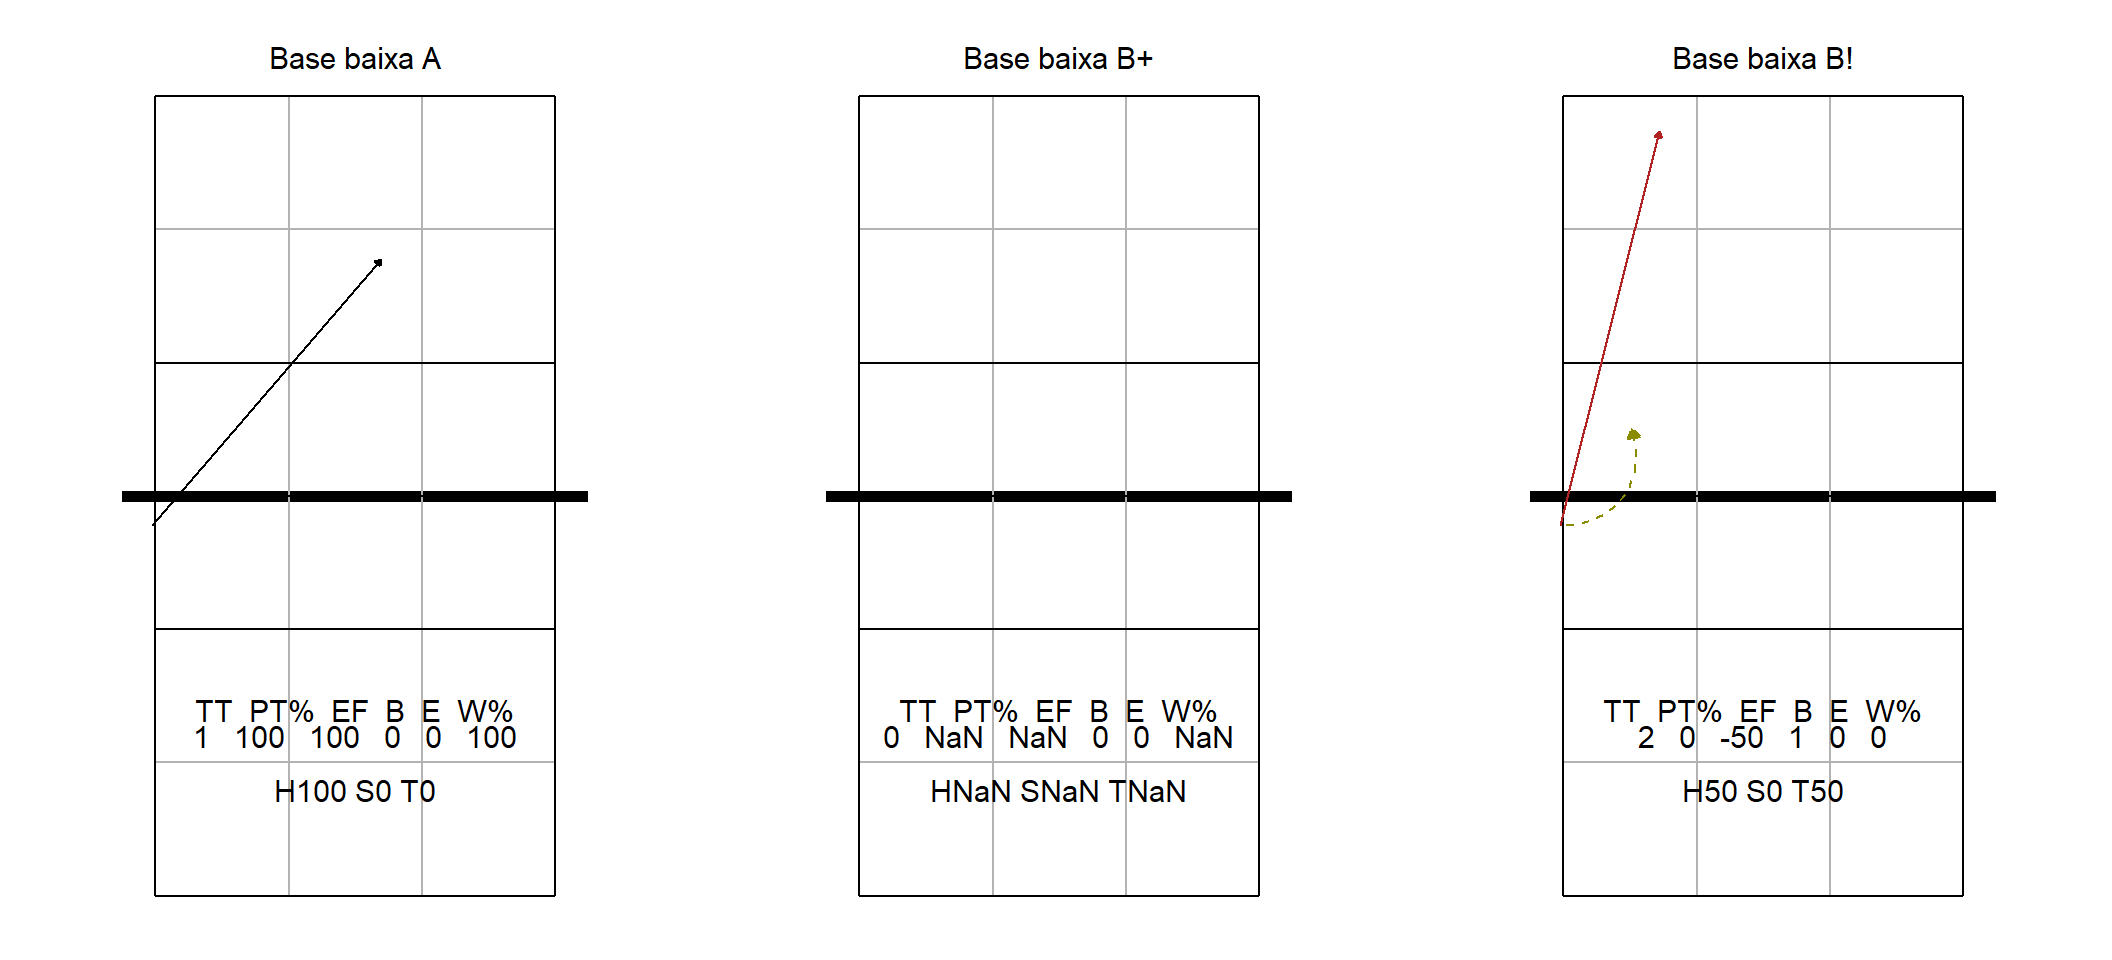 Base baixa A
TT PT% EF B E W%
1 100 100 0 0 100
H100 S0 T0
Base baixa B+
TT PT% EF B E W%
0 NaN NaN 0 0 NaN
HNaN SNaN TNaN
Base baixa B!
TT PT% EF B E W%
2 0 -50 1 0 0
H50 S0 T50